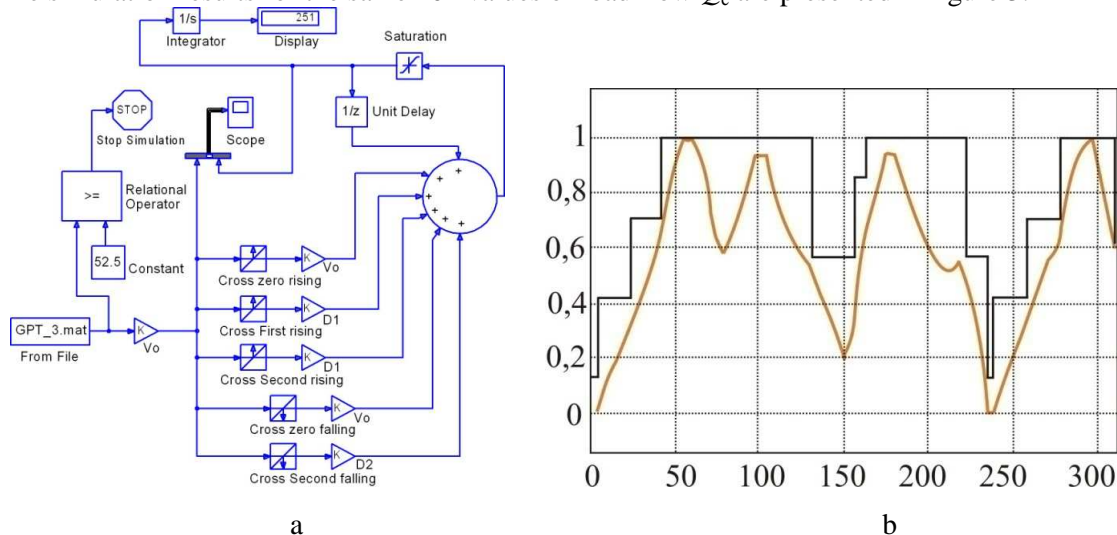 1/s
251
Integrator
Display
Saturation
STOP
Stop Simulation
Scope
1/z
Unit Delay
>=
Relational
Operator
52.5
Constant
GPT_3.mat
From File
K
Vo
K
Vo
Cross zero rising
K
D1
Cross First rising
K
D1
Cross Second rising
K
Vo
Cross zero falling
K
D2
Cross Second falling
+
+
+
+
+
+
a
1
0,8
0,6
0,4
0,2
0
0
50
100
150
200
250
300
b